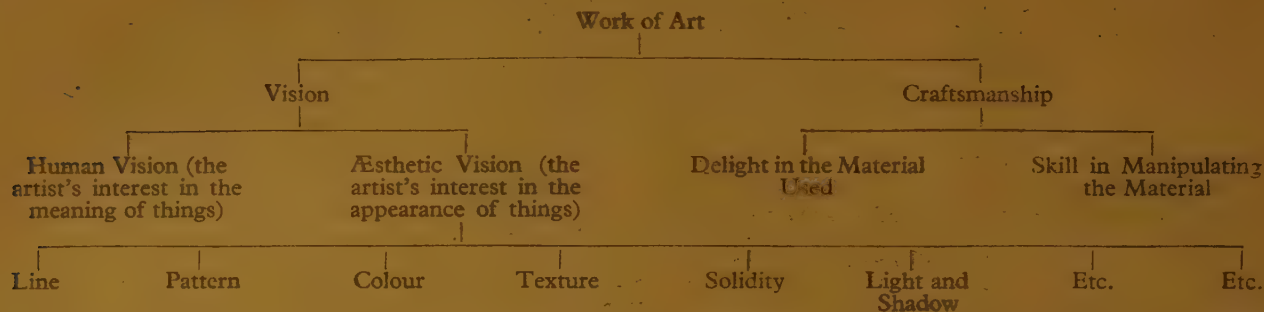 Work of Art
Vision
Craftsmanship
Human Vision (the
artist's interest in the
meaning of things)
Æsthetic Vision (the
artist's interest in the
appearance of things)
Delight in the Material
Used
Skill in Manipulating
the Material
Line
Pattern
Colour
Texture
Solidity
Light and
Shadow
Etc.
Etc.